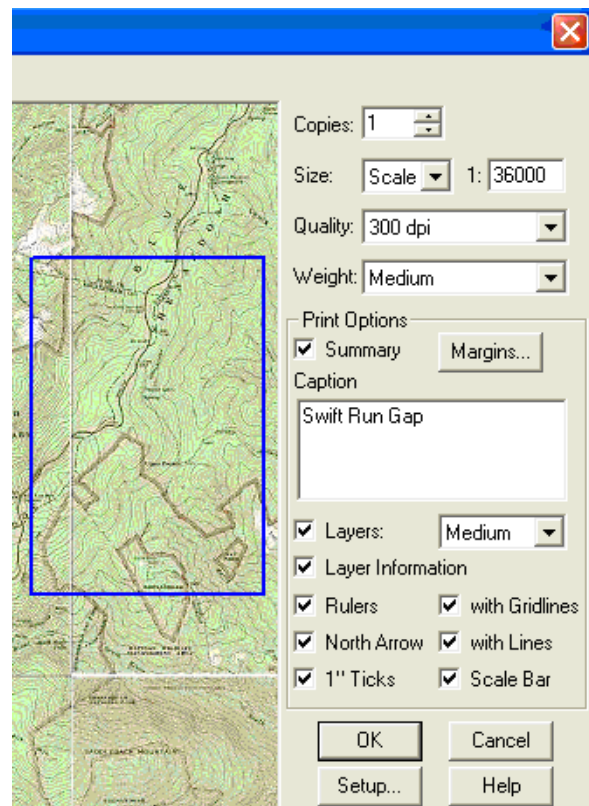 Copies: 1
Size: Scale 1: 36000
Quality: 300 dpi
Weight: Medium
Print Options
Summary Margins...
Caption
Swift Run Gap
Layers: Medium
Layer Information
Rulers with Gridlines
North Arrow with Lines
1" Ticks Scale Bar
OK Cancel
Setup... Help